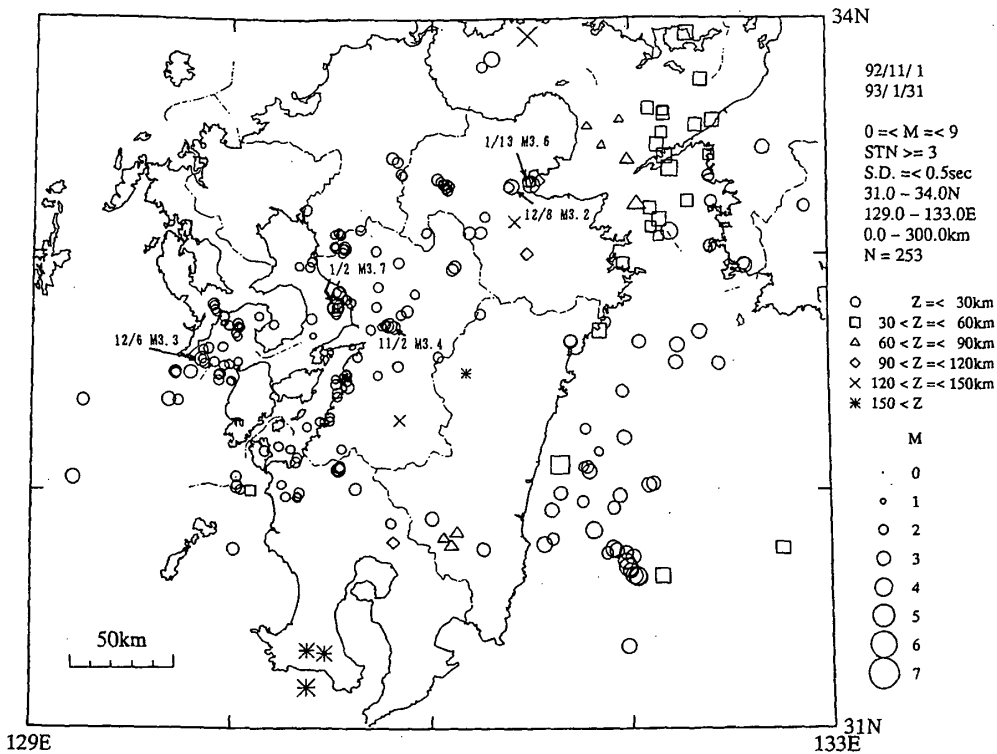 34N
92/11/ 1
93/ 1/31
0 =< M =< 9
STN >= 3
S.D. =< 0.5sec
31.0 – 34.0N
129.0 – 133.0E
0.0 – 300.0km
N = 253
Z =< 30km
30 < Z =< 60km
60 < Z =< 90km
90 < Z =< 120km
120 < Z =< 150km
150 < Z
M
0
1
2
3
4
5
6
7
1/13 M3.6
12/8 M3.2
1/2 M3.7
12/6 M3.3
11/2 M3.4
50km
31N
129E
133E